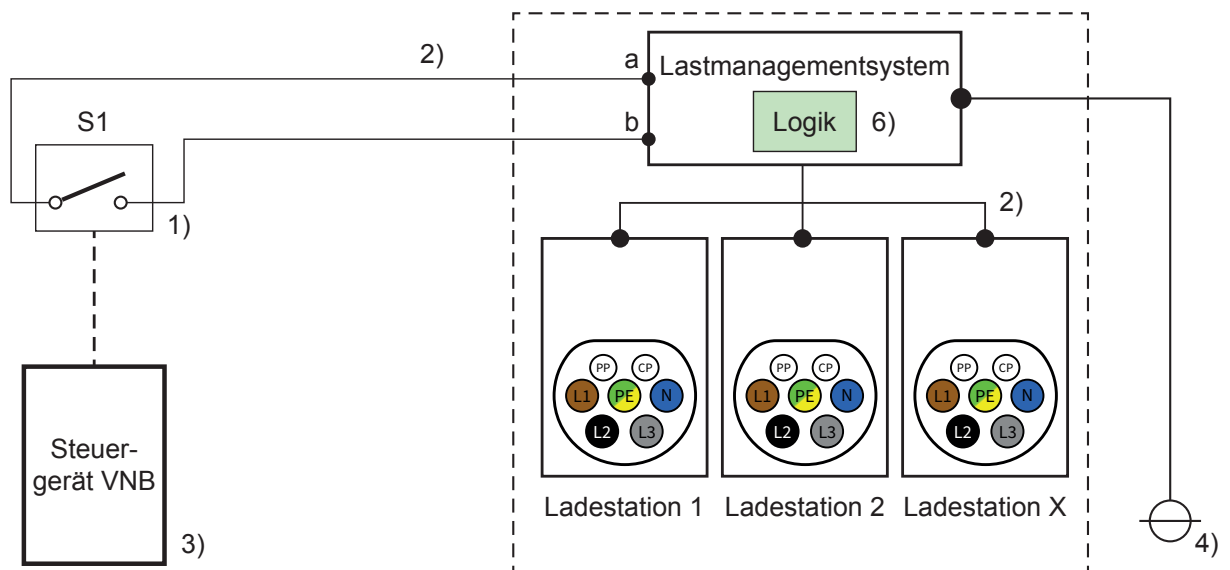 2)
a
Lastmanagementsystem
S1
b
Logik
6)
1)
2)
PP CP
L1 PE N
L2 L3
PP CP
L1 PE N
L2 L3
PP CP
L1 PE N
L2 L3
Steuer-
gerät VNB
3)
Ladestation 1
Ladestation 2
Ladestation X
4)